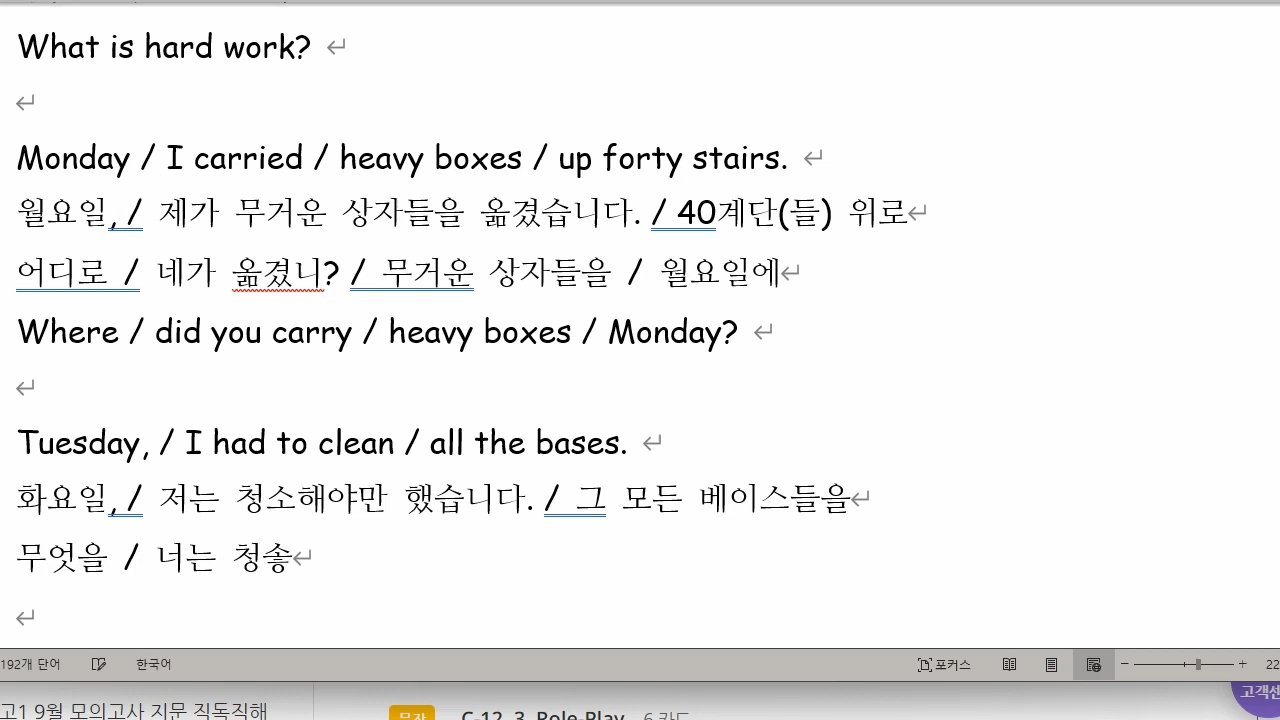 What is hard work?
Monday / I carried / heavy boxes / up forty stairs.
월요일, / 제가 무거운 상자들을 옮겼습니다. / 40계단(들) 위로
어디로 / 네가 옮겼니? / 무거운 상자들을 / 월요일에
Where / did you carry / heavy boxes / Monday?
Tuesday, / I had to clean / all the bases.
화요일, / 저는 청소해야만 했습니다. / 그 모든 베이스들을
무엇을 / 너는 청솧
192개 단어 한국어 포커스 22
고객센
고1 9월 모의고사 지문 직독직해
문장 C-12_3_Role-Play 6 카드